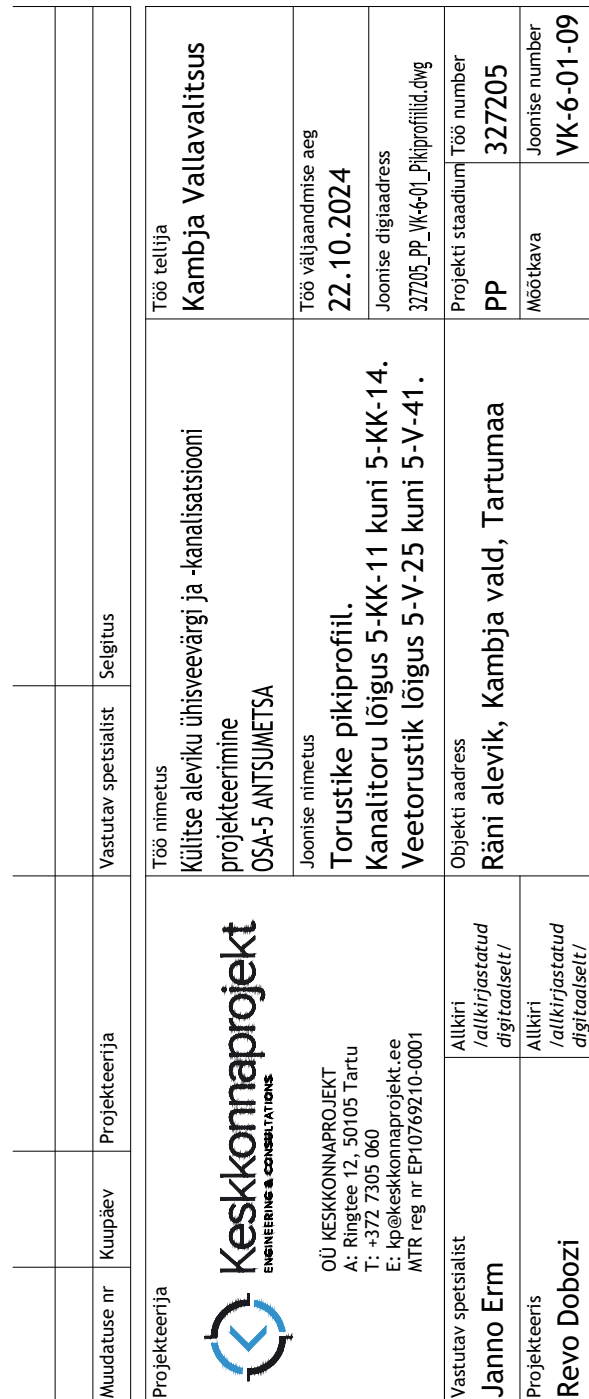 Muudatuse nr Kuupäev Projekteerija Vastutav spetsialist Selgitus
Projekteerija
Keskkonnaprojekt
ENGINEERING & CONSULTATIONS
OÜ KESKKONNAPROJEKT
A: Ringtee 12, 50105 Tartu
T: +372 7305 060
E: kp@keskkonnaprojekt.ee
MTR reg nr EP10769210-0001
Töö nimetus
Külitse aleviku ühisveevärgi ja -kanalisatsiooni
projekteerimine
OSA-5 ANTSUMETSA
Töö tellija
Kambja Vallavalitsus
Joonise nimetus
Torustike pikiprofiil.
Kanalitoru lõigus 5-KK-11 kuni 5-KK-14.
Veetorustik lõigus 5-V-25 kuni 5-V-41.
Töö väljaandmise aeg
22.10.2024
Joonise digiaadress
327205_PP_VK-6-01_Pikiprofiilid.dwg
Vastutav spetsialist
Janno Erm
Allkiri
/allkirjastatud
digitaalselt/
Objekti aadress
Räni alevik, Kambja vald, Tartumaa
Projekti staadium
PP
Töö number
327205
Projekteeris
Revo Dobozi
Allkiri
/allkirjastatud
digitaalselt/
Mõõtkava
Joonise number
VK-6-01-09